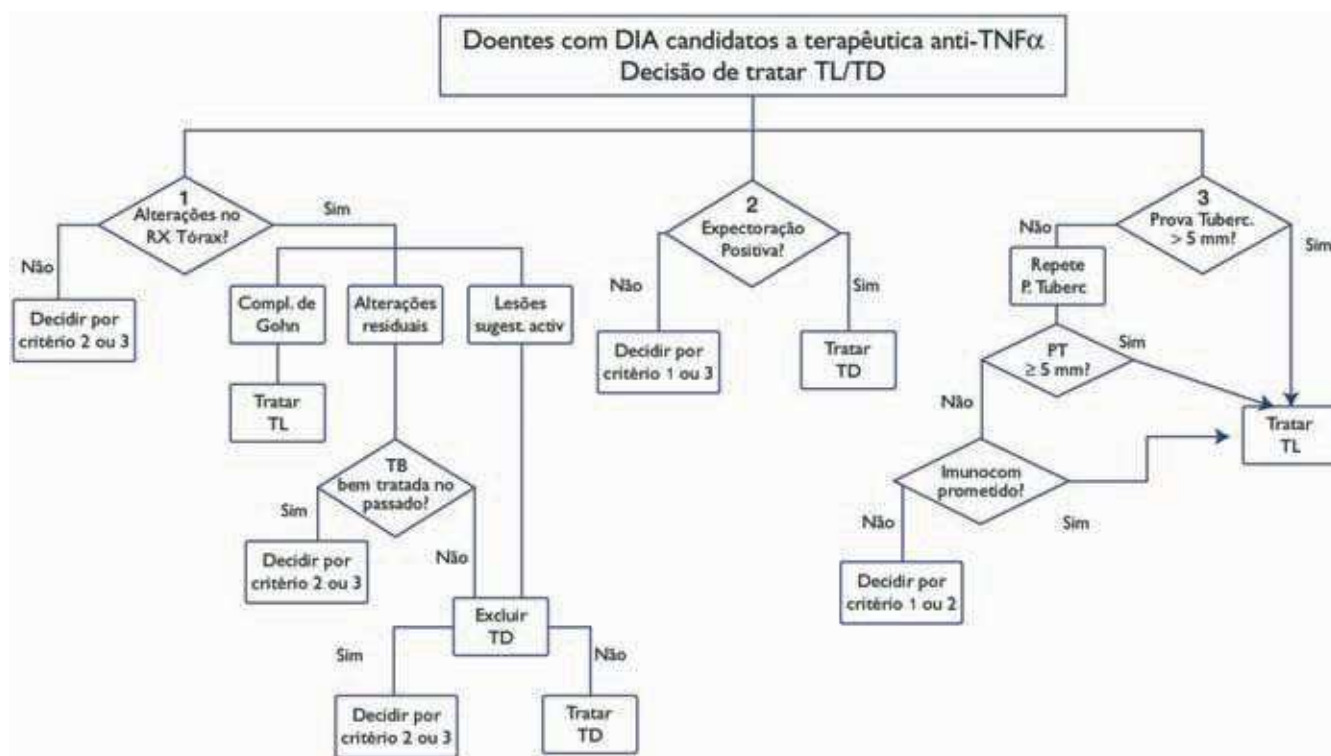 Doentes com DIA candidatos a terapêutica anti-TNFα
Decisão de tratar TL/TD
1
Alterações no
RX Tórax?
Sim
Não
Decidir por
critério 2 ou 3
Compl. de
Gohn
Alterações
residuais
Lesões
sugest. activ
Tratar
TL
TB
bem tratada no
passado?
Sim
Não
Decidir por
critério 2 ou 3
Excluir
TD
Sim
Não
Decidir por
critério 2 ou 3
Tratar
TD
2
Expectoração
Positiva?
Não
Sim
Decidir por
critério 1 ou 3
Tratar
TD
3
Prova Tuberc.
> 5 mm?
Não
Sim
Repete
P. Tuberc
PT
≥ 5 mm?
Sim
Não
Tratar
TL
Imunocom
prometido?
Não
Sim
Decidir por
critério 1 ou 2